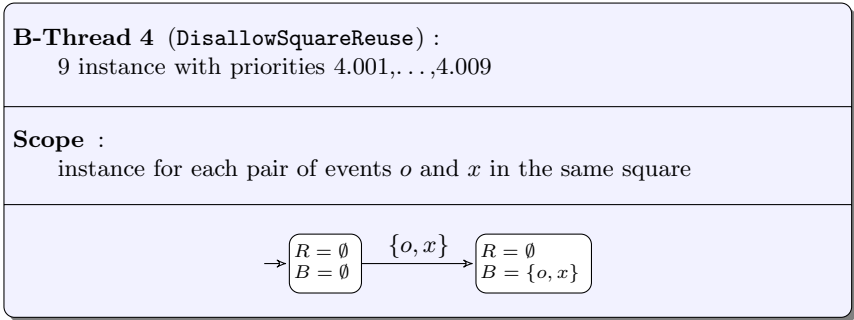 B-Thread 4 (DisallowSquareReuse) :
9 instance with priorities 4.001,...,4.009
Scope :
instance for each pair of events o and x in the same square
{o, x}
R = ∅
B = ∅
R = ∅
B = {o, x}